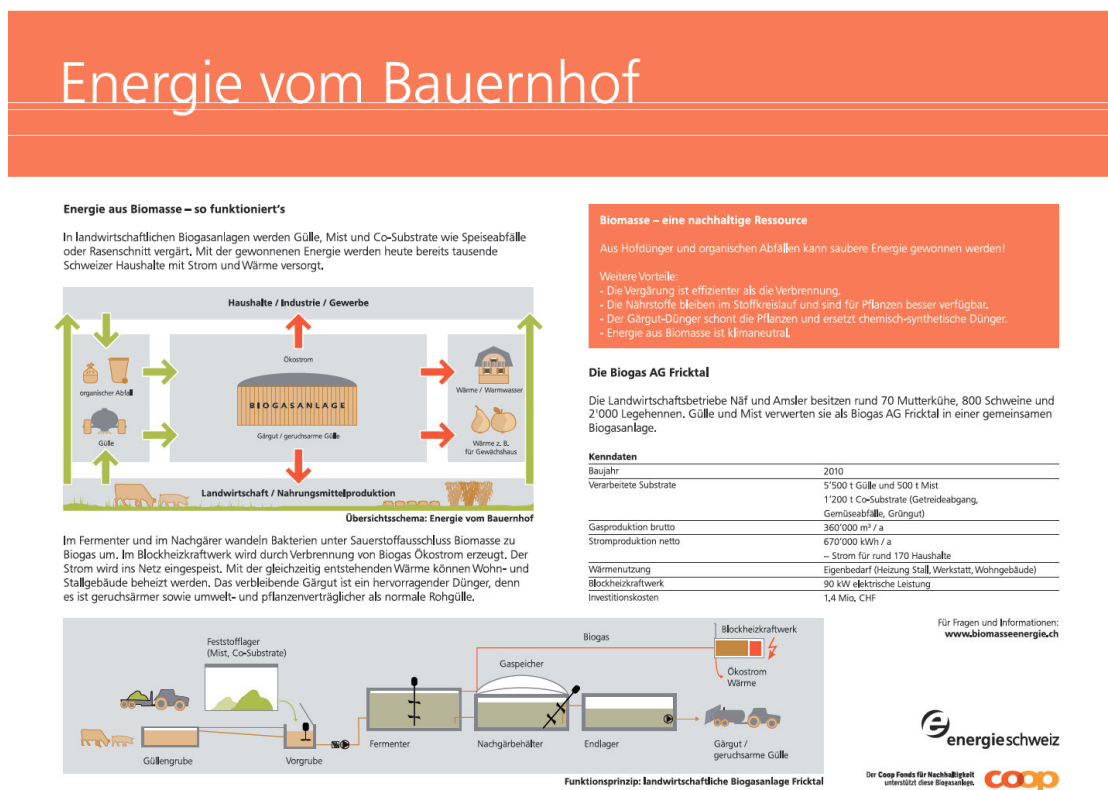 Energie vom Bauernhof
Energie aus Biomasse – so funktioniert's
In landwirtschaftlichen Biogasanlagen werden Gülle, Mist und Co-Substrate wie Speiseabfälle
oder Rasenschnitt vergärt. Mit der gewonnenen Energie werden heute bereits tausende
Schweizer Haushalte mit Strom und Wärme versorgt.
Haushalte / Industrie / Gewerbe
Ökostrom
organischer Abfall
BIOGASANLAGE
Wärme / Warmwasser
Gülle
Gärgut / geruchsarme Gülle
Wärme z. B.
für Gewächshaus
Landwirtschaft / Nahrungsmittelproduktion
Übersichtsschema: Energie vom Bauernhof
Im Fermenter und im Nachgärer wandeln Bakterien unter Sauerstoffausschluss Biomasse zu
Biogas um. Im Blockheizkraftwerk wird durch Verbrennung von Biogas Ökostrom erzeugt. Der
Strom wird ins Netz eingespeist. Mit der gleichzeitig entstehenden Wärme können Wohn- und
Stallgebäude beheizt werden. Das verbleibende Gärgut ist ein hervorragender Dünger, denn
es ist geruchsärmer sowie umwelt- und pflanzenverträglicher als normale Rohgülle.
Biomasse – eine nachhaltige Ressource
Aus Hofdünger und organischen Abfällen kann saubere Energie gewonnen werden!
Weitere Vorteile:
- Die Vergärung ist effizienter als die Verbrennung.
- Die Nährstoffe bleiben im Stoffkreislauf und sind für Pflanzen besser verfügbar.
- Der Gärgut-Dünger schont die Pflanzen und ersetzt chemisch-synthetische Dünger.
- Energie aus Biomasse ist klimaneutral.
Die Biogas AG Fricktal
Die Landwirtschaftsbetriebe Näf und Amsler besitzen rund 70 Mutterkühe, 800 Schweine und
2'000 Legehennen. Gülle und Mist verwerten sie als Biogas AG Fricktal in einer gemeinsamen
Biogasanlage.
Kenndaten
Baujahr 2010
Verarbeitete Substrate 5'500 t Gülle und 500 t Mist
1'200 t Co-Substrate (Getreideabgang,
Gemüseabfälle, Grüngut)
Gasproduktion brutto 360'000 m³ / a
Stromproduktion netto 670'000 kWh / a
~ Strom für rund 170 Haushalte
Wärmenutzung Eigenbedarf (Heizung Stall, Werkstatt, Wohngebäude)
Blockheizkraftwerk 90 kW elektrische Leistung
Investitionskosten 1.4 Mio. CHF
Für Fragen und Informationen:
www.biomasseenergie.ch
Feststofflager
(Mist, Co-Substrate)
Biogas
Blockheizkraftwerk
Gaspeicher
Ökostrom
Wärme
Güllengrube
Vorgrube
Fermenter
Nachgärbehälter
Endlager
Gärgut /
geruchsarme Gülle
Funktionsprinzip: landwirtschaftliche Biogasanlage Fricktal
energieschweiz
Der Coop Fonds für Nachhaltigkeit
unterstützt diese Biogasanlage.
coop